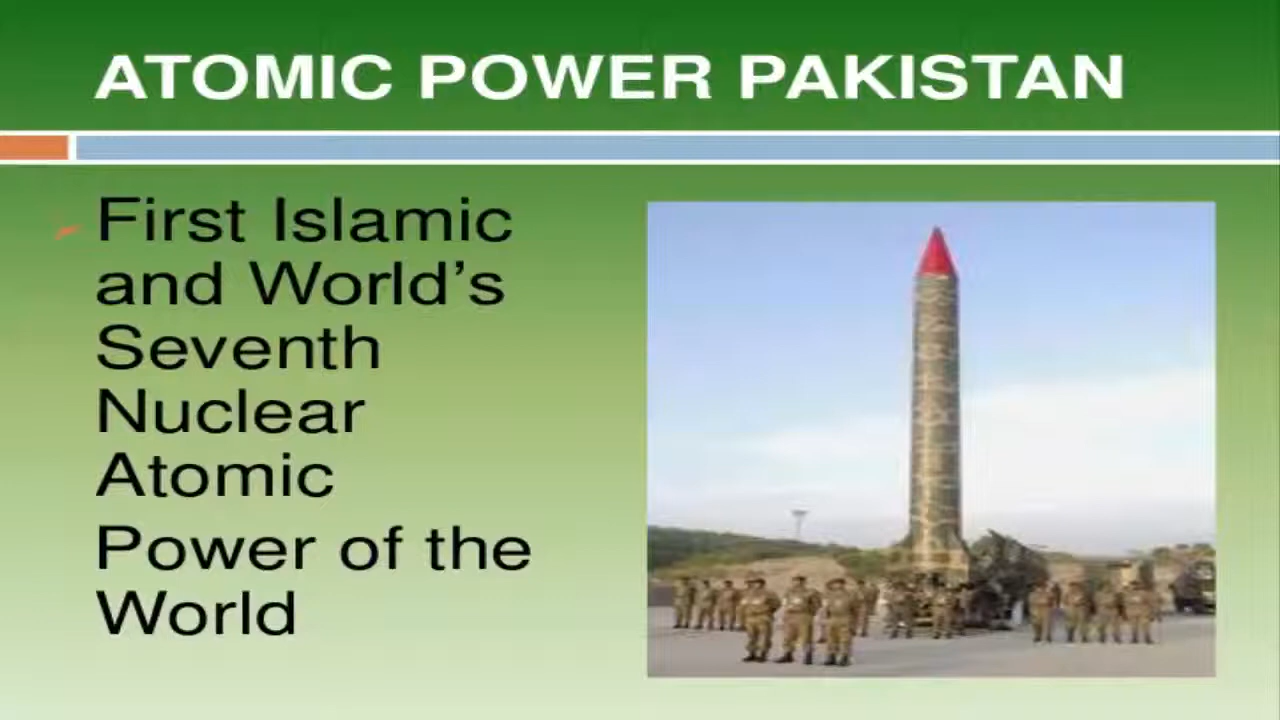 ATOMIC POWER PAKISTAN
First Islamic
and World's
Seventh
Nuclear
Atomic
Power of the
World